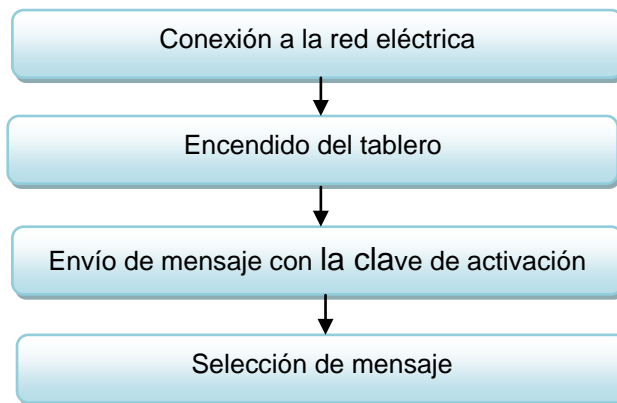 Conexión a la red eléctrica
Encendido del tablero
Envío de mensaje con la clave de activación
Selección de mensaje